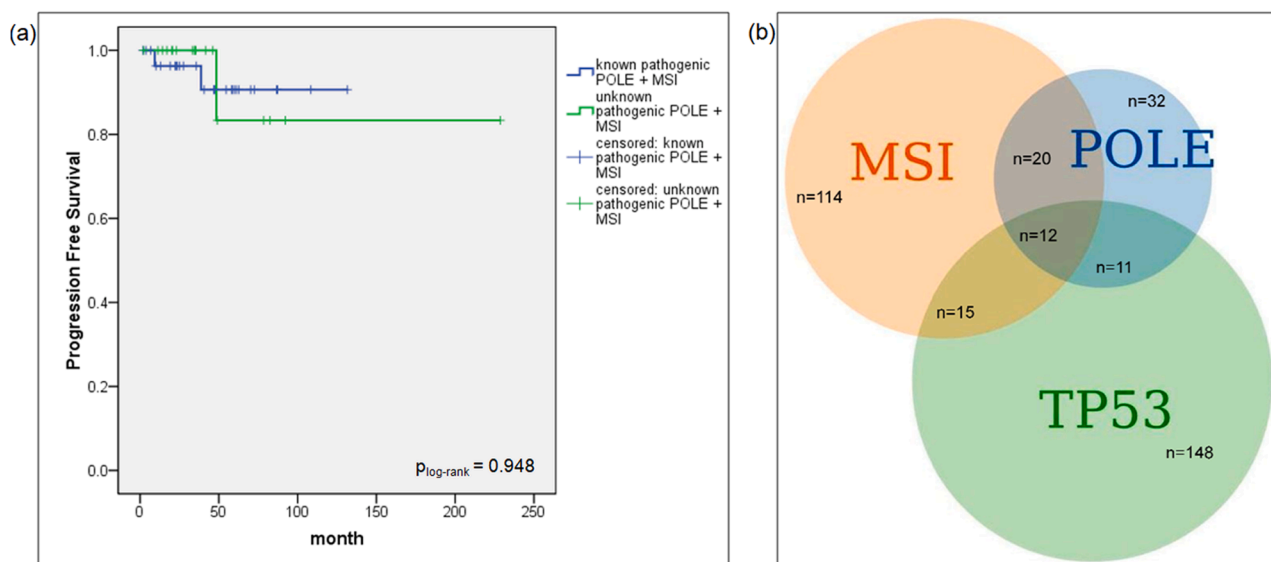 (a)
Progression Free Survival
1.0
0.8
0.6
0.4
0.2
0.0
0
50
100
150
200
250
month
plog-rank = 0.948
known pathogenic
POLE + MSI
unknown
pathogenic POLE +
MSI
censored: known
pathogenic POLE +
MSI
censored: unknown
pathogenic POLE +
MSI
(b)
n=32
POLE
MSI
n=20
n=114
n=12
n=11
n=15
TP53
n=148